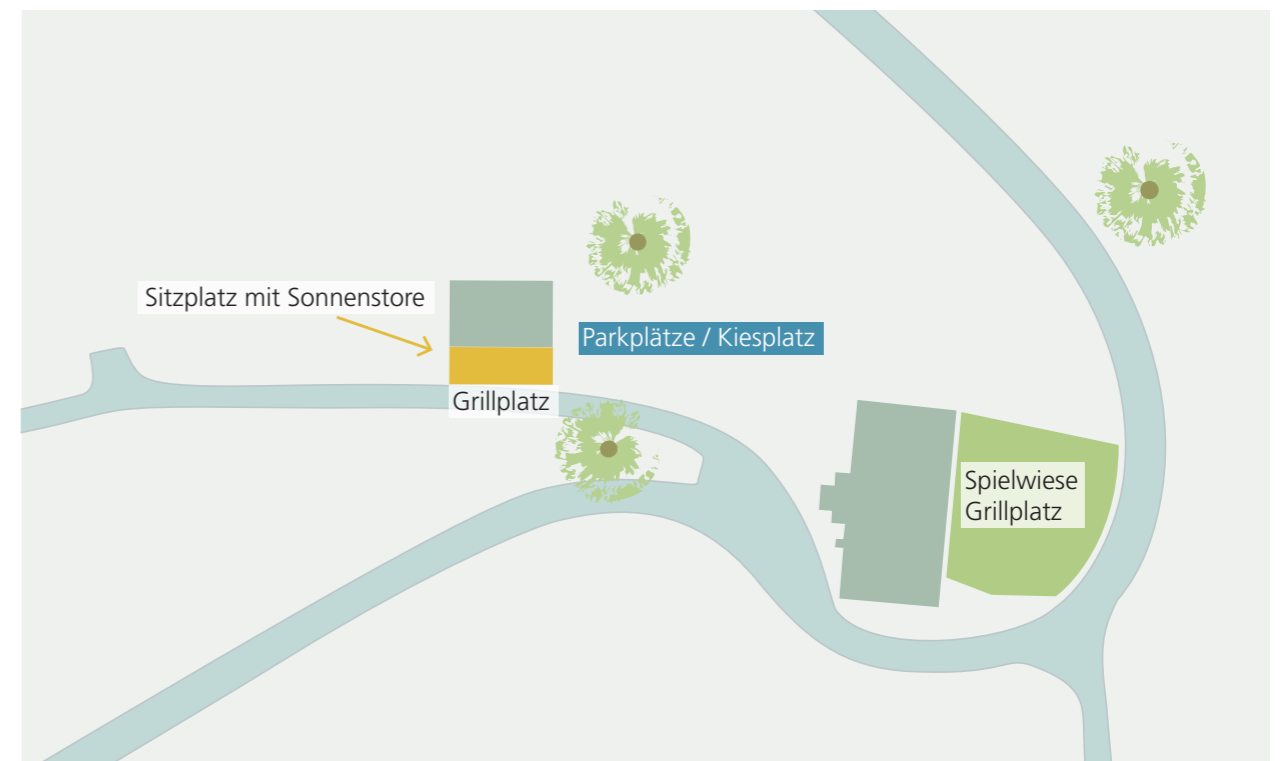 Sitzplatz mit Sonnenstore
Parkplätze / Kiesplatz
Grillplatz
Spielwiese
Grillplatz